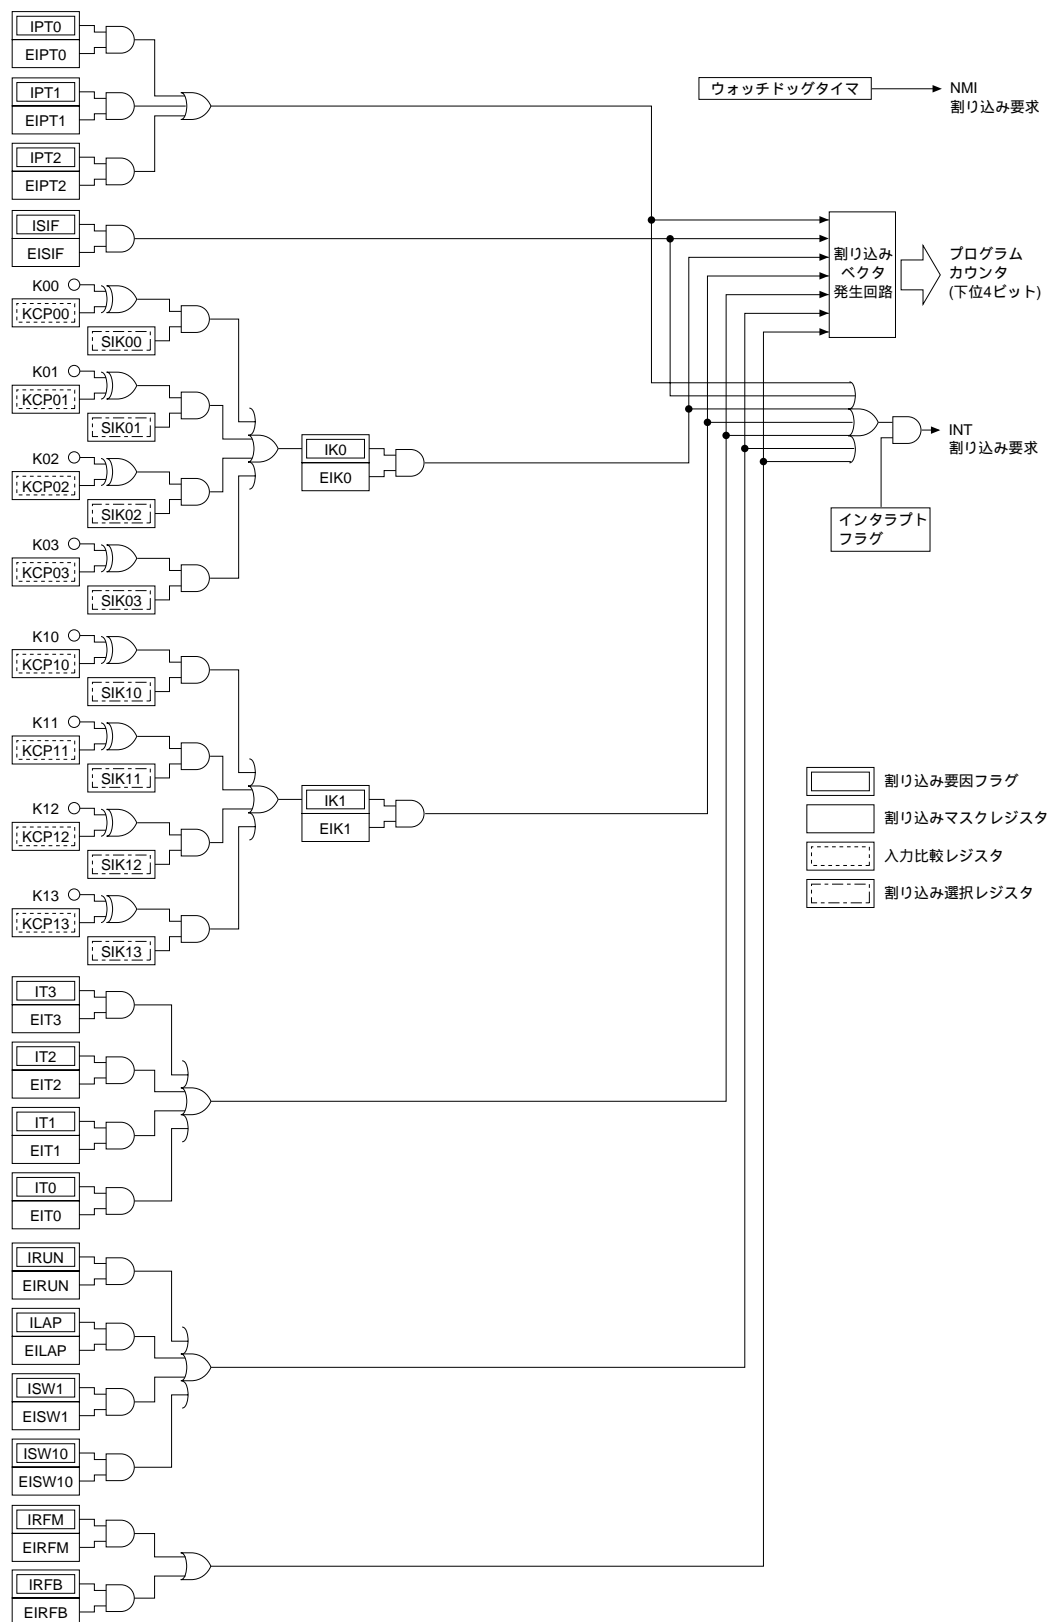 IPT0
EIPT0
IPT1
EIPT1
IPT2
EIPT2
ISIF
EISIF
K00
KCP00
SIK00
K01
KCP01
SIK01
K02
KCP02
SIK02
K03
KCP03
SIK03
IK0
EIK0
K10
KCP10
SIK10
K11
KCP11
SIK11
K12
KCP12
SIK12
K13
KCP13
SIK13
IK1
EIK1
IT3
EIT3
IT2
EIT2
IT1
EIT1
IT0
EIT0
IRUN
EIRUN
ILAP
EILAP
ISW1
EISW1
ISW10
EISW10
IRFM
EIRFM
IRFB
EIRFB
ウォッチドッグタイマ
NMI
割り込み要求
割り込み
ベクタ
発生回路
プログラム
カウンタ
(下位4ビット)
INT
割り込み要求
インタラプト
フラグ
割り込み要因フラグ
割り込みマスクレジスタ
入力比較レジスタ
割り込み選択レジスタ